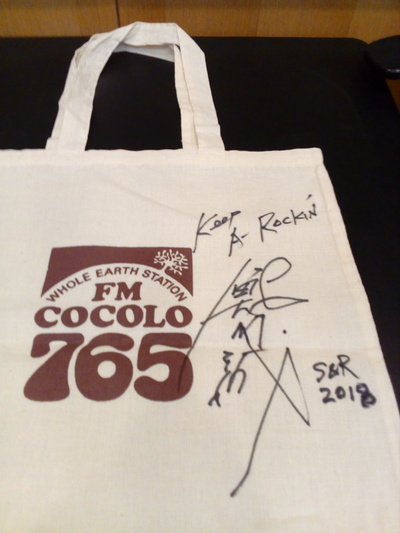 Keep
A-Rockin'
WHOLE EARTH STATION
FM
COCOLO
765
S&R
2018